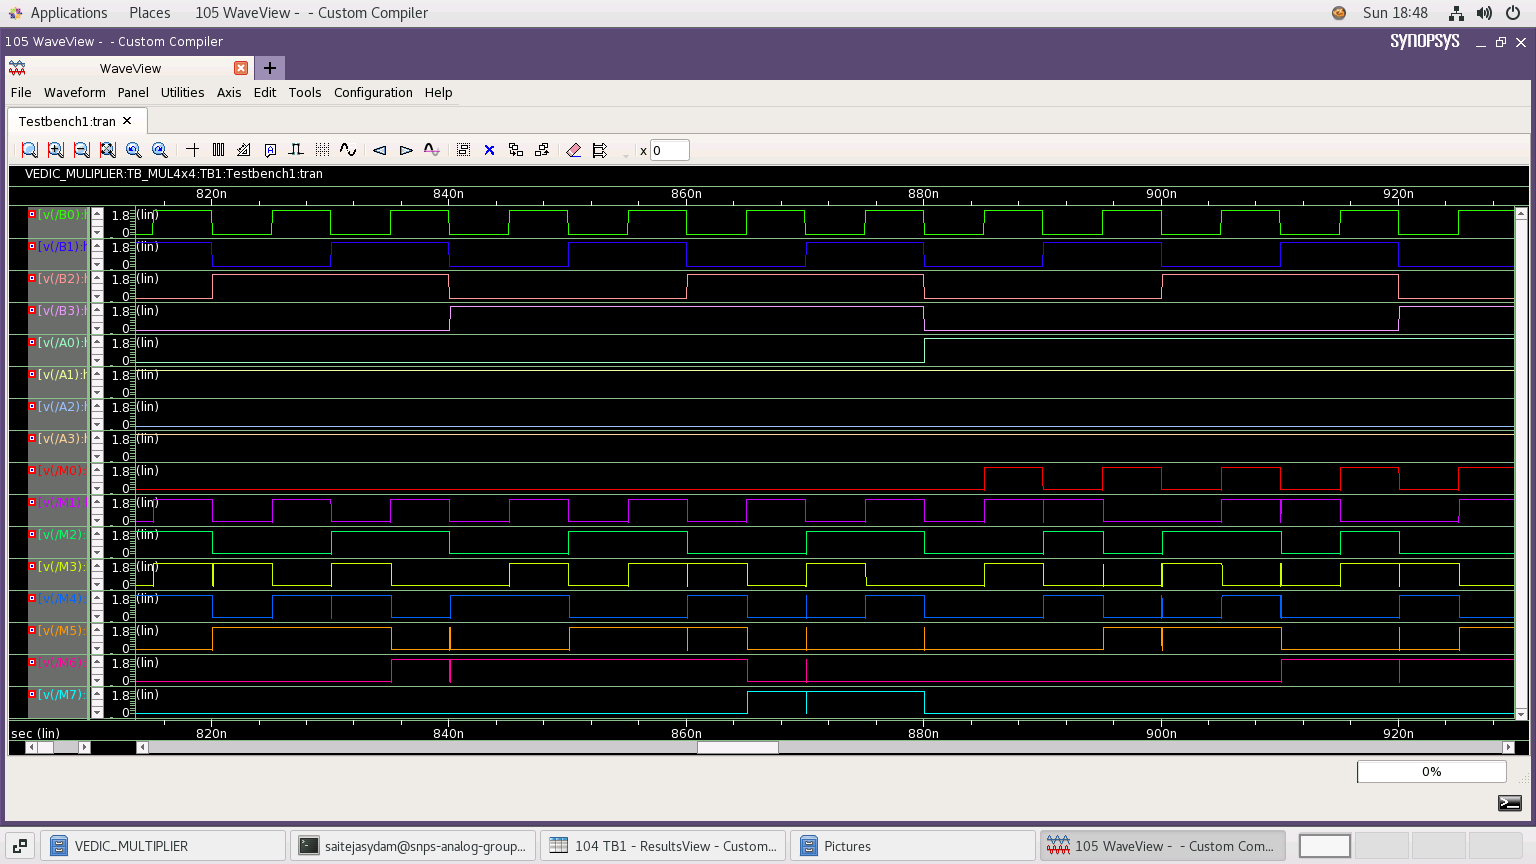 Applications Places 105 WaveView - - Custom Compiler Sun 18:48
105 WaveView - - Custom Compiler SYNOPSYS
WaveView
File Waveform Panel Utilities Axis Edit Tools Configuration Help
Testbench1:tran
x 0
VEDIC_MULIPLIER:TB_MUL4x4:TB1:Testbench1:tran
820n 840n 860n 880n 900n 920n
[v(/B0): 1.8 (lin)
0
[v(/B1): 1.8 (lin)
0
[v(/B2): 1.8 (lin)
0
[v(/B3): 1.8 (lin)
0
[v(/A0): 1.8 (lin)
0
[v(/A1): 1.8 (lin)
0
[v(/A2): 1.8 (lin)
0
[v(/A3): 1.8 (lin)
0
[v(/M0): 1.8 (lin)
0
[v(/M1): 1.8 (lin)
0
[v(/M2): 1.8 (lin)
0
[v(/M3): 1.8 (lin)
0
[v(/M4): 1.8 (lin)
0
[v(/M5): 1.8 (lin)
0
[v(/M6): 1.8 (lin)
0
[v(/M7): 1.8 (lin)
0
sec (lin) 820n 840n 860n 880n 900n 920n
0%
VEDIC_MULTIPLIER saitejasydam@snps-analog-group... 104 TB1 - ResultsView - Custom... Pictures 105 WaveView - - Custom Com...